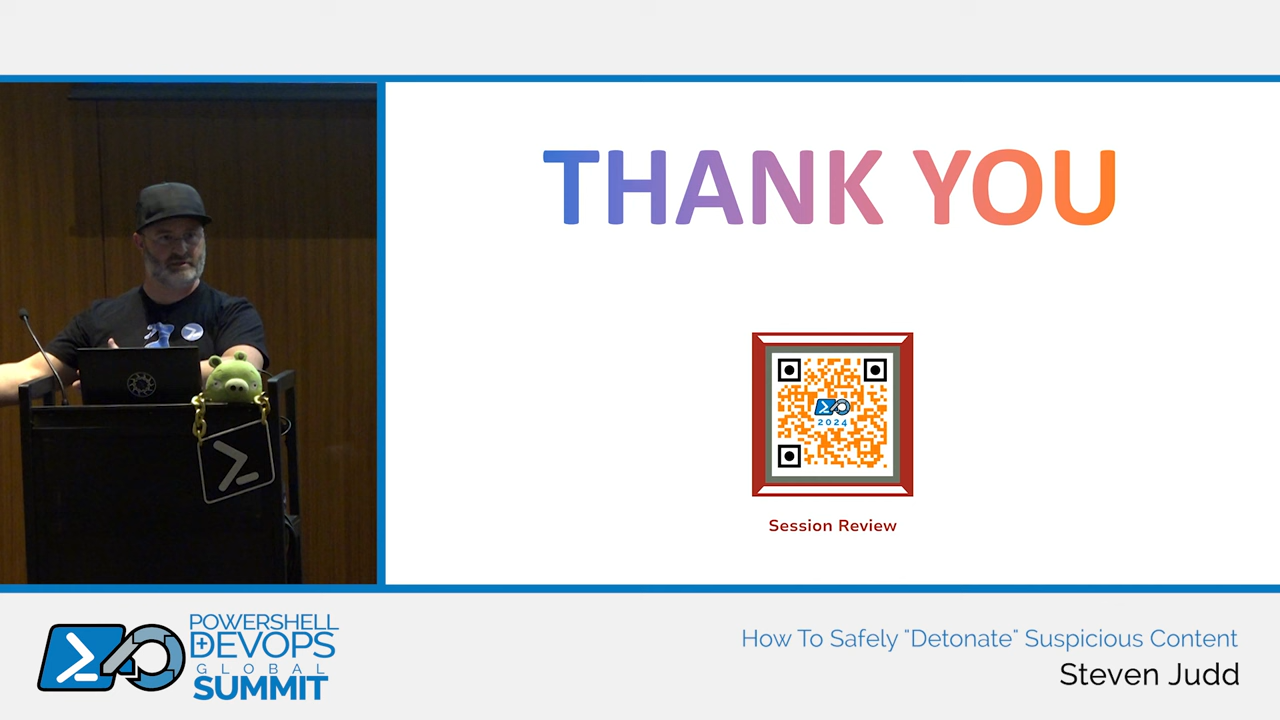 THANK YOU
2024
Session Review
POWERSHELL
+DEVOPS
GLOBAL
SUMMIT
How To Safely "Detonate" Suspicious Content
Steven Judd